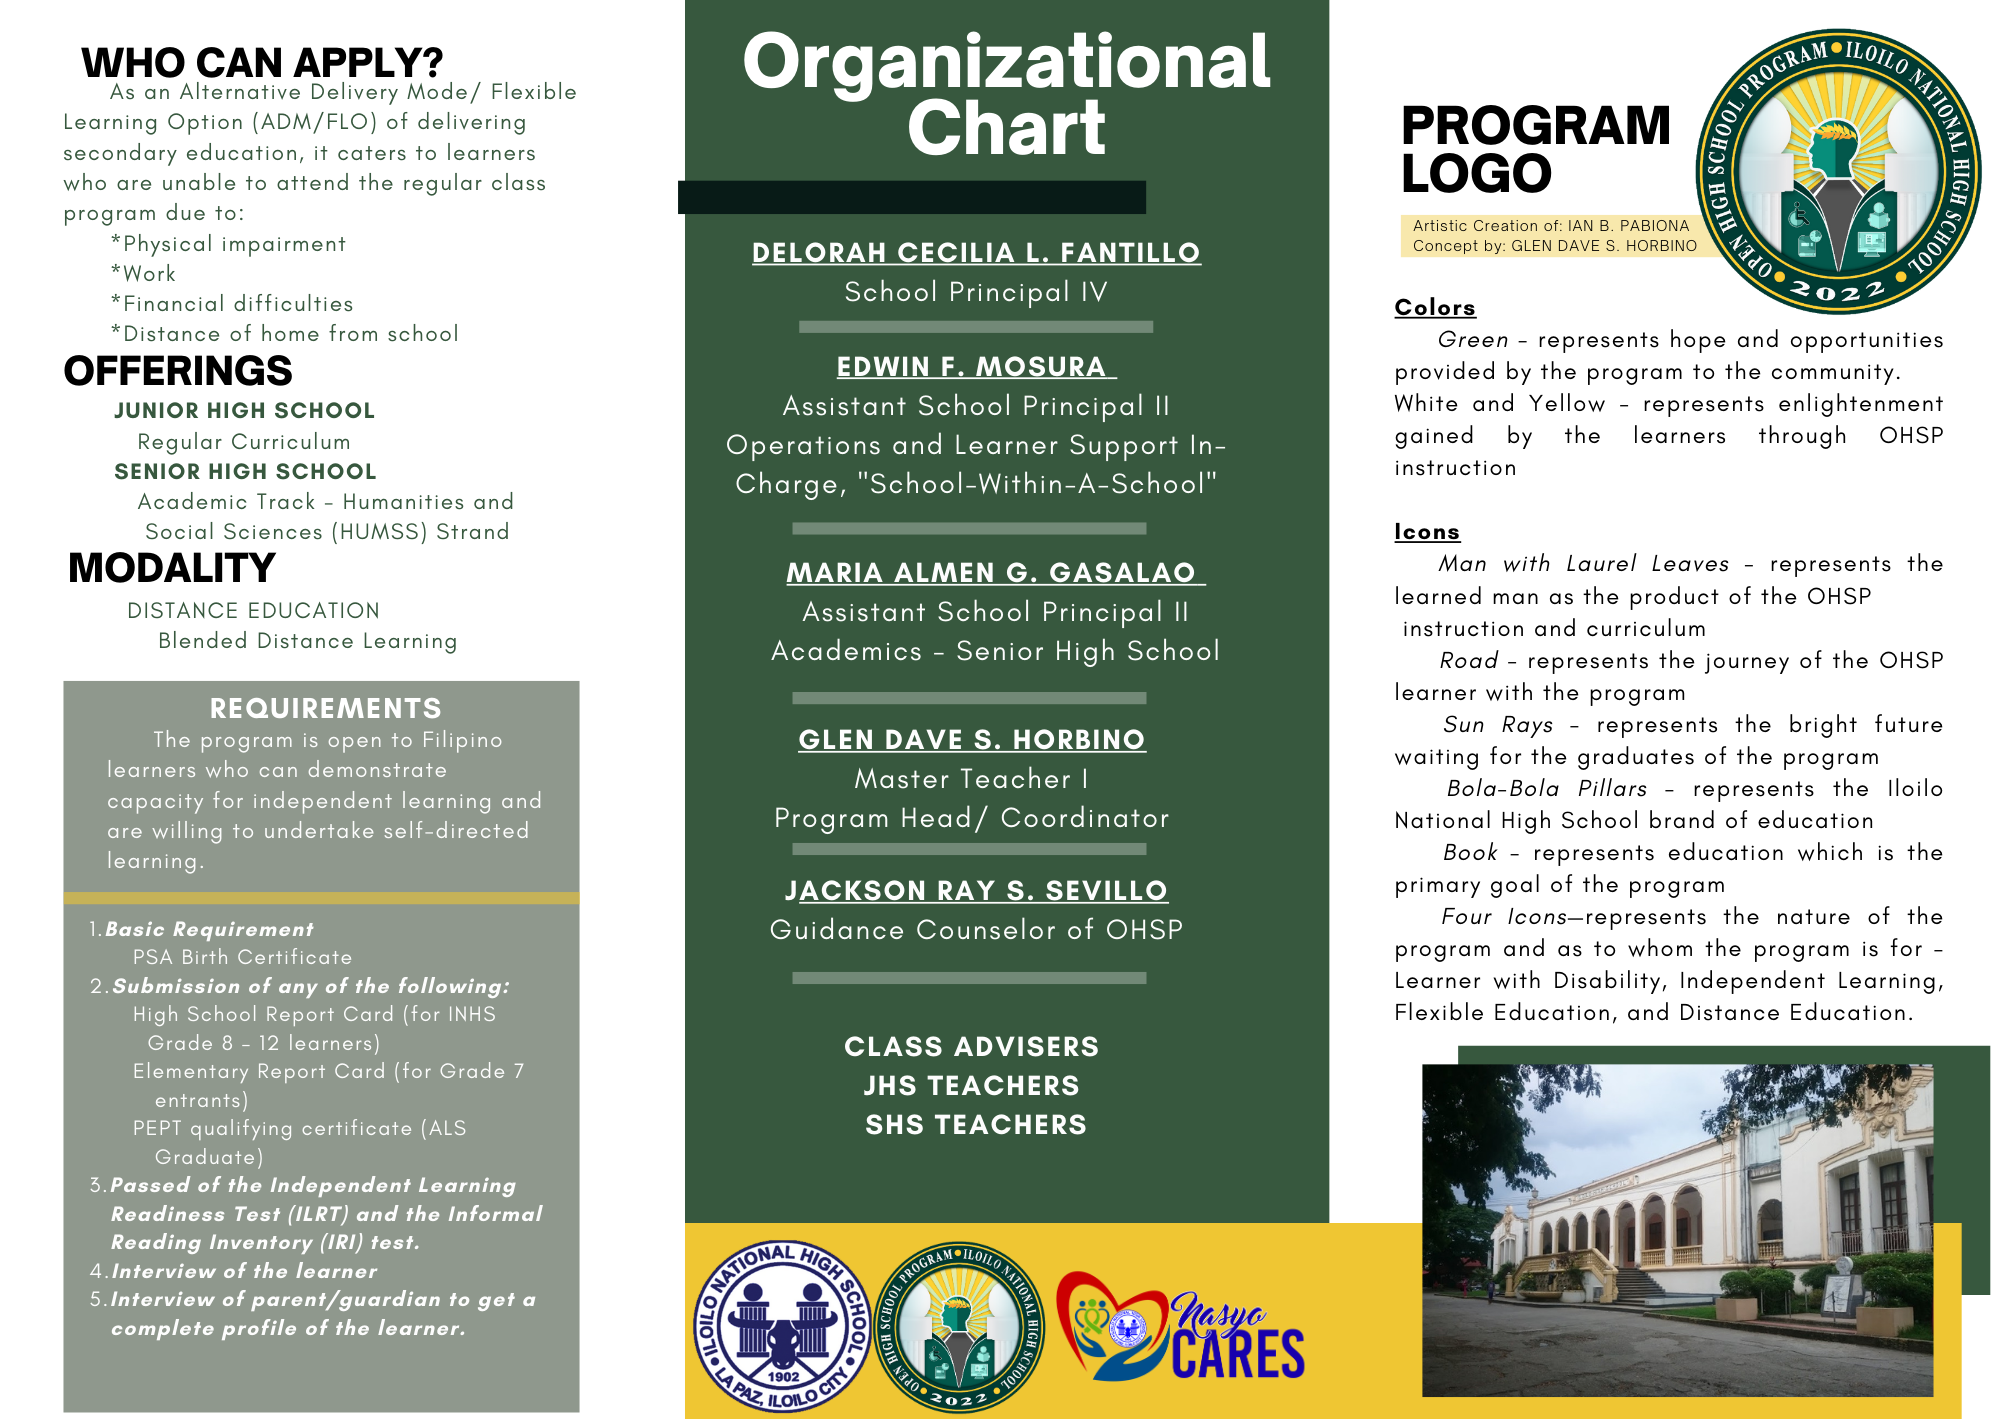 WHO CAN APPLY?
As an Alternative Delivery Mode/ Flexible
Learning Option (ADM/FLO) of delivering
secondary education, it caters to learners
who are unable to attend the regular class
program due to:
*Physical impairment
*Work
*Financial difficulties
*Distance of home from school
OFFERINGS
JUNIOR HIGH SCHOOL
Regular Curriculum
SENIOR HIGH SCHOOL
Academic Track - Humanities and
Social Sciences (HUMSS) Strand
MODALITY
DISTANCE EDUCATION
Blended Distance Learning
REQUIREMENTS
The program is open to Filipino
learners who can demonstrate
capacity for independent learning and
are willing to undertake self-directed
learning.
1.Basic Requirement
PSA Birth Certificate
2.Submission of any of the following:
High School Report Card (for INHS
Grade 8 - 12 learners)
Elementary Report Card (for Grade 7
entrants)
PEPT qualifying certificate (ALS
Graduate)
3.Passed of the Independent Learning
Readiness Test (ILRT) and the Informal
Reading Inventory (IRI) test.
4.Interview of the learner
5.Interview of parent/guardian to get a
complete profile of the learner.
Organizational
Chart
DELORAH CECILIA L. FANTILLO
School Principal IV
EDWIN F. MOSURA
Assistant School Principal II
Operations and Learner Support In-
Charge, "School-Within-A-School"
MARIA ALMEN G. GASALAO
Assistant School Principal II
Academics - Senior High School
GLEN DAVE S. HORBINO
Master Teacher I
Program Head/ Coordinator
JACKSON RAY S. SEVILLO
Guidance Counselor of OHSP
CLASS ADVISERS
JHS TEACHERS
SHS TEACHERS
ILOILO NATIONAL HIGH SCHOOL
1902
LA PAZ, ILOILO CITY
OPEN HIGH SCHOOL PROGRAM ILOILO NATIONAL HIGH SCHOOL
2022
Nasyo
CARES
PROGRAM
LOGO
Artistic Creation of: IAN B. PABIONA
Concept by: GLEN DAVE S. HORBINO
OPEN HIGH SCHOOL PROGRAM ILOILO NATIONAL HIGH SCHOOL
2022
Colors
Green - represents hope and opportunities
provided by the program to the community.
White and Yellow - represents enlightenment
gained by the learners through OHSP
instruction
Icons
Man with Laurel Leaves - represents the
learned man as the product of the OHSP
instruction and curriculum
Road - represents the journey of the OHSP
learner with the program
Sun Rays - represents the bright future
waiting for the graduates of the program
Bola-Bola Pillars - represents the Iloilo
National High School brand of education
Book - represents education which is the
primary goal of the program
Four Icons—represents the nature of the
program and as to whom the program is for -
Learner with Disability, Independent Learning,
Flexible Education, and Distance Education.